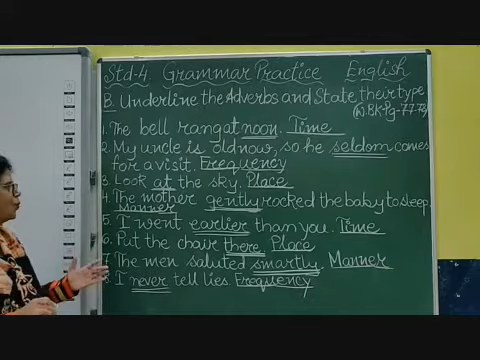 Std-4 Grammar Practice English
B. Underline the Adverbs and State their type
1. The bell rang at noon. Time
2. My uncle is old now, so he seldom comes
for a visit. Frequency
3. Look at the sky. Place
4. The mother gently rocked the baby to sleep.
Manner
5. I went earlier than you. Time
6. Put the chair there. Place
7. The men saluted smartly. Manner
8. I never tell lies. Frequency